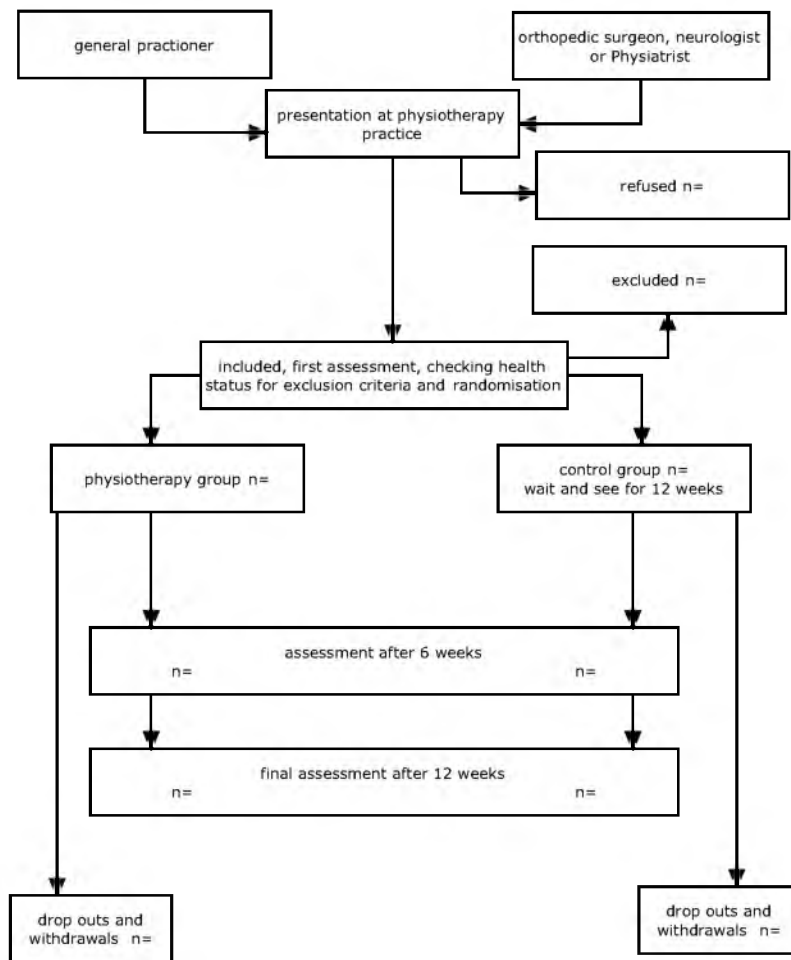 general practioner
orthopedic surgeon, neurologist
or Physiatrist
presentation at physiotherapy
practice
refused n=
excluded n=
included, first assessment, checking health
status for exclusion criteria and randomisation
physiotherapy group n=
control group n=
wait and see for 12 weeks
assessment after 6 weeks
n= n=
final assessment after 12 weeks
n= n=
drop outs and
withdrawals n=
drop outs and
withdrawals n=